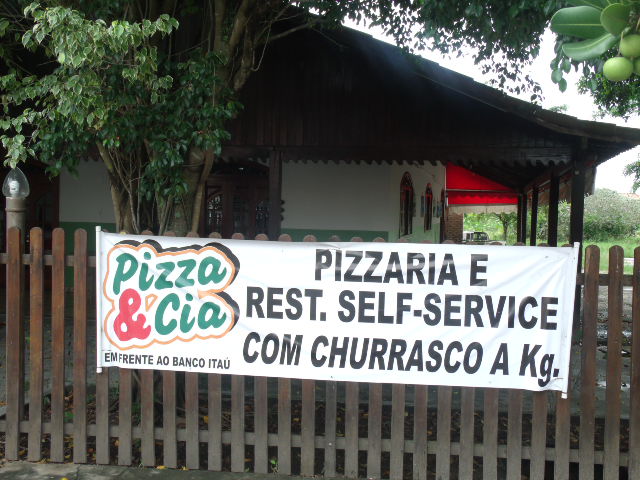 Pizza
& Cia
EM FRENTE AO BANCO ITAÚ
PIZZARIA E
REST. SELF-SERVICE
COM CHURRASCO A Kg.